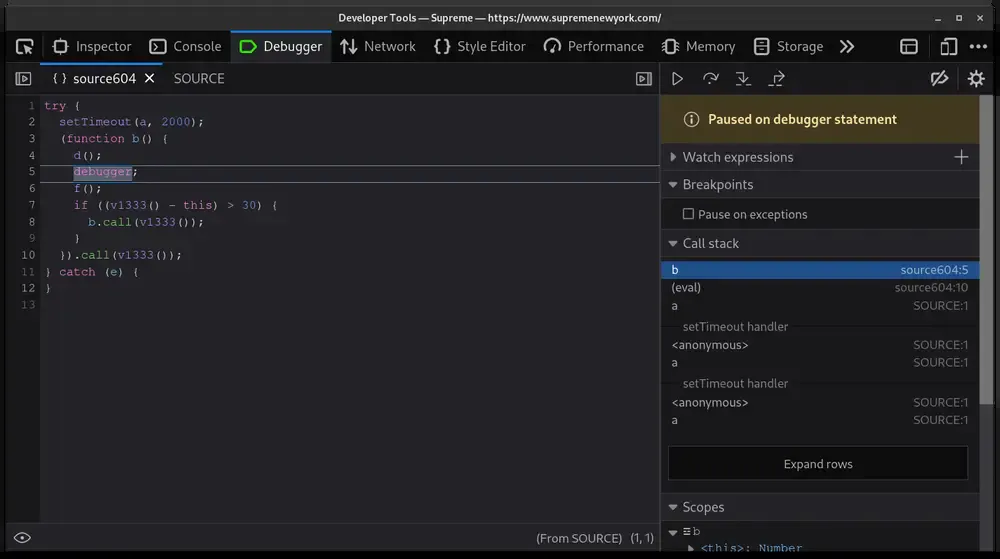 Developer Tools — Supreme — https://www.supremenewyork.com/
Inspector Console Debugger Network Style Editor Performance Memory Storage
{ } source604 SOURCE
Paused on debugger statement
Watch expressions
Breakpoints
Pause on exceptions
Call stack
b source604:5
(eval) source604:10
a SOURCE:1
setTimeout handler
<anonymous> SOURCE:1
a SOURCE:1
setTimeout handler
<anonymous> SOURCE:1
a SOURCE:1
Expand rows
Scopes
b
<this>: Number
1 try {
2 setTimeout(a, 2000);
3 (function b() {
4 d();
5 debugger;
6 f();
7 if ((v1333() - this) > 30) {
8 b.call(v1333());
9 }
10 }).call(v1333());
11 } catch (e) {
12 }
13
(From SOURCE) (1, 1)